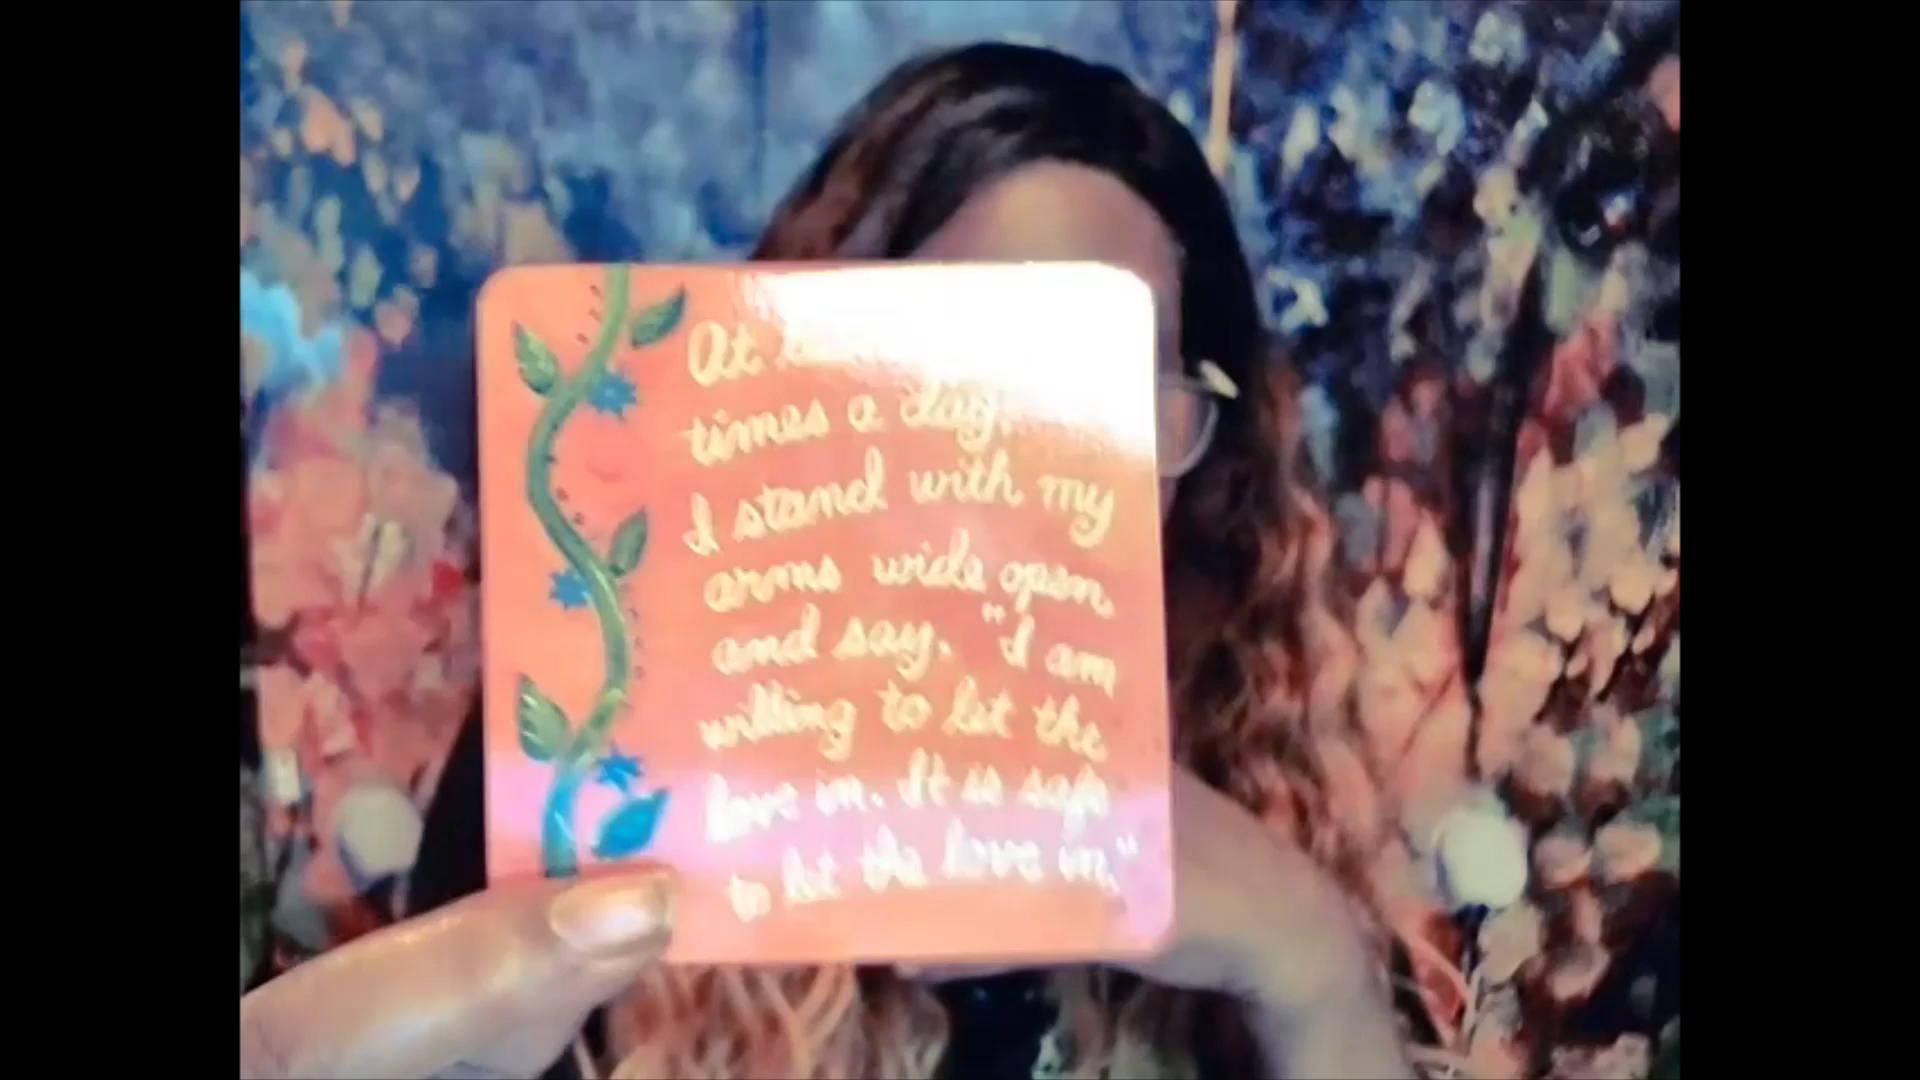 At
times a day,
I stand with my
arms wide open,
and say, "I am
willing to let the
love in. It is safe
to let the love in."